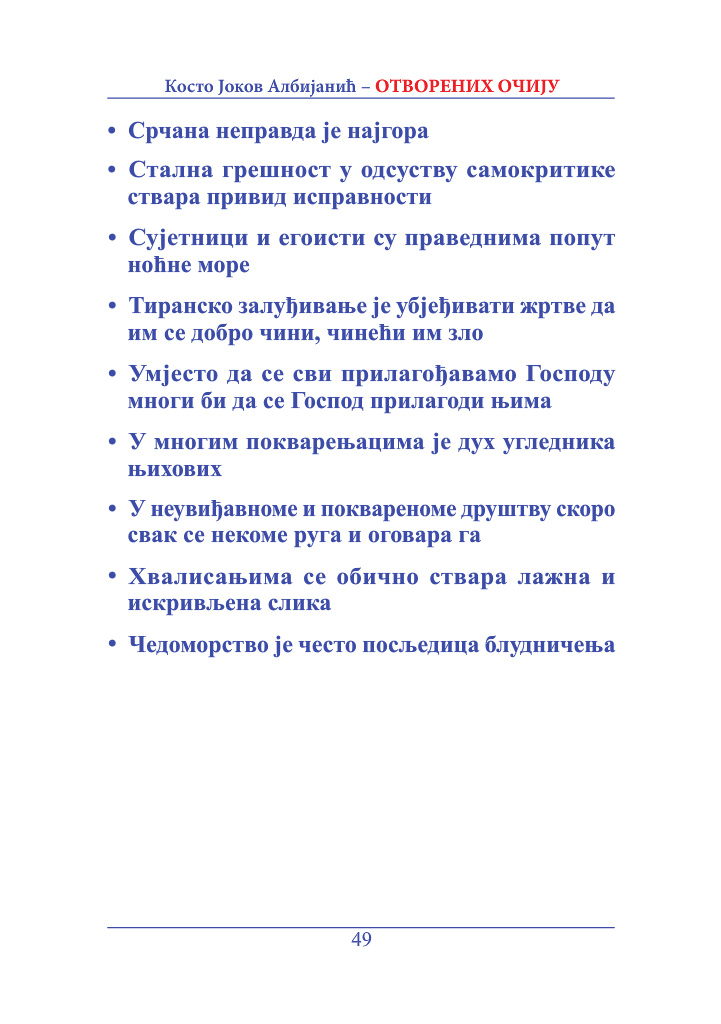 Косто Јоков Албијанић – ОТВОРЕНИХ ОЧИЈУ
• Срчана неправда је најгора
• Стална грешност у одсуству самокритике
ствара привид исправности
• Сујетници и егоисти су праведнима попут
ноћне море
• Тиранско залуђивање је убјеђивати жртве да
им се добро чини, чинећи им зло
• Умјесто да се сви прилагођавамо Господу
многи би да се Господ прилагоди њима
• У многим покварењацима је дух угледника
њихових
• У неувиђавноме и поквареноме друштву скоро
свак се некоме руга и оговара га
• Хвалисањима се обично ствара лажна и
искривљена слика
• Чедоморство је често посљедица блудничења
49